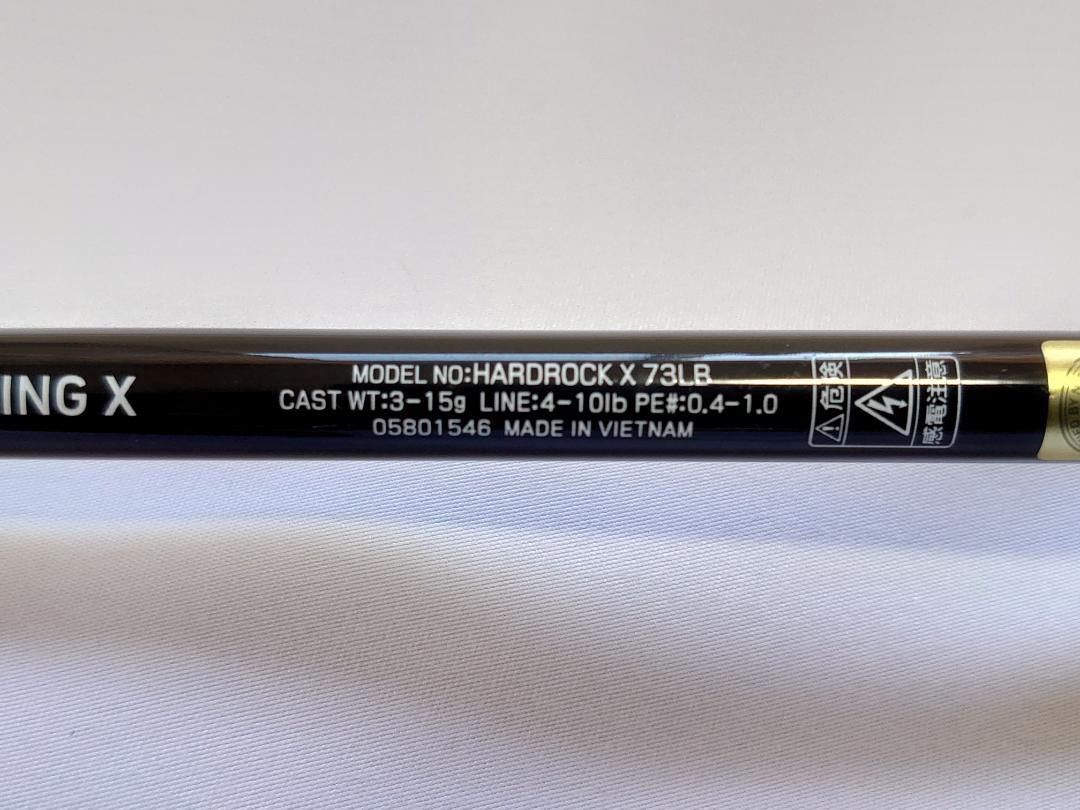 ING X
MODEL NO:HARDROCK X 73LB
CAST WT:3-15g LINE:4-10lb PE#:0.4-1.0
05801546 MADE IN VIETNAM
危険
感電注意